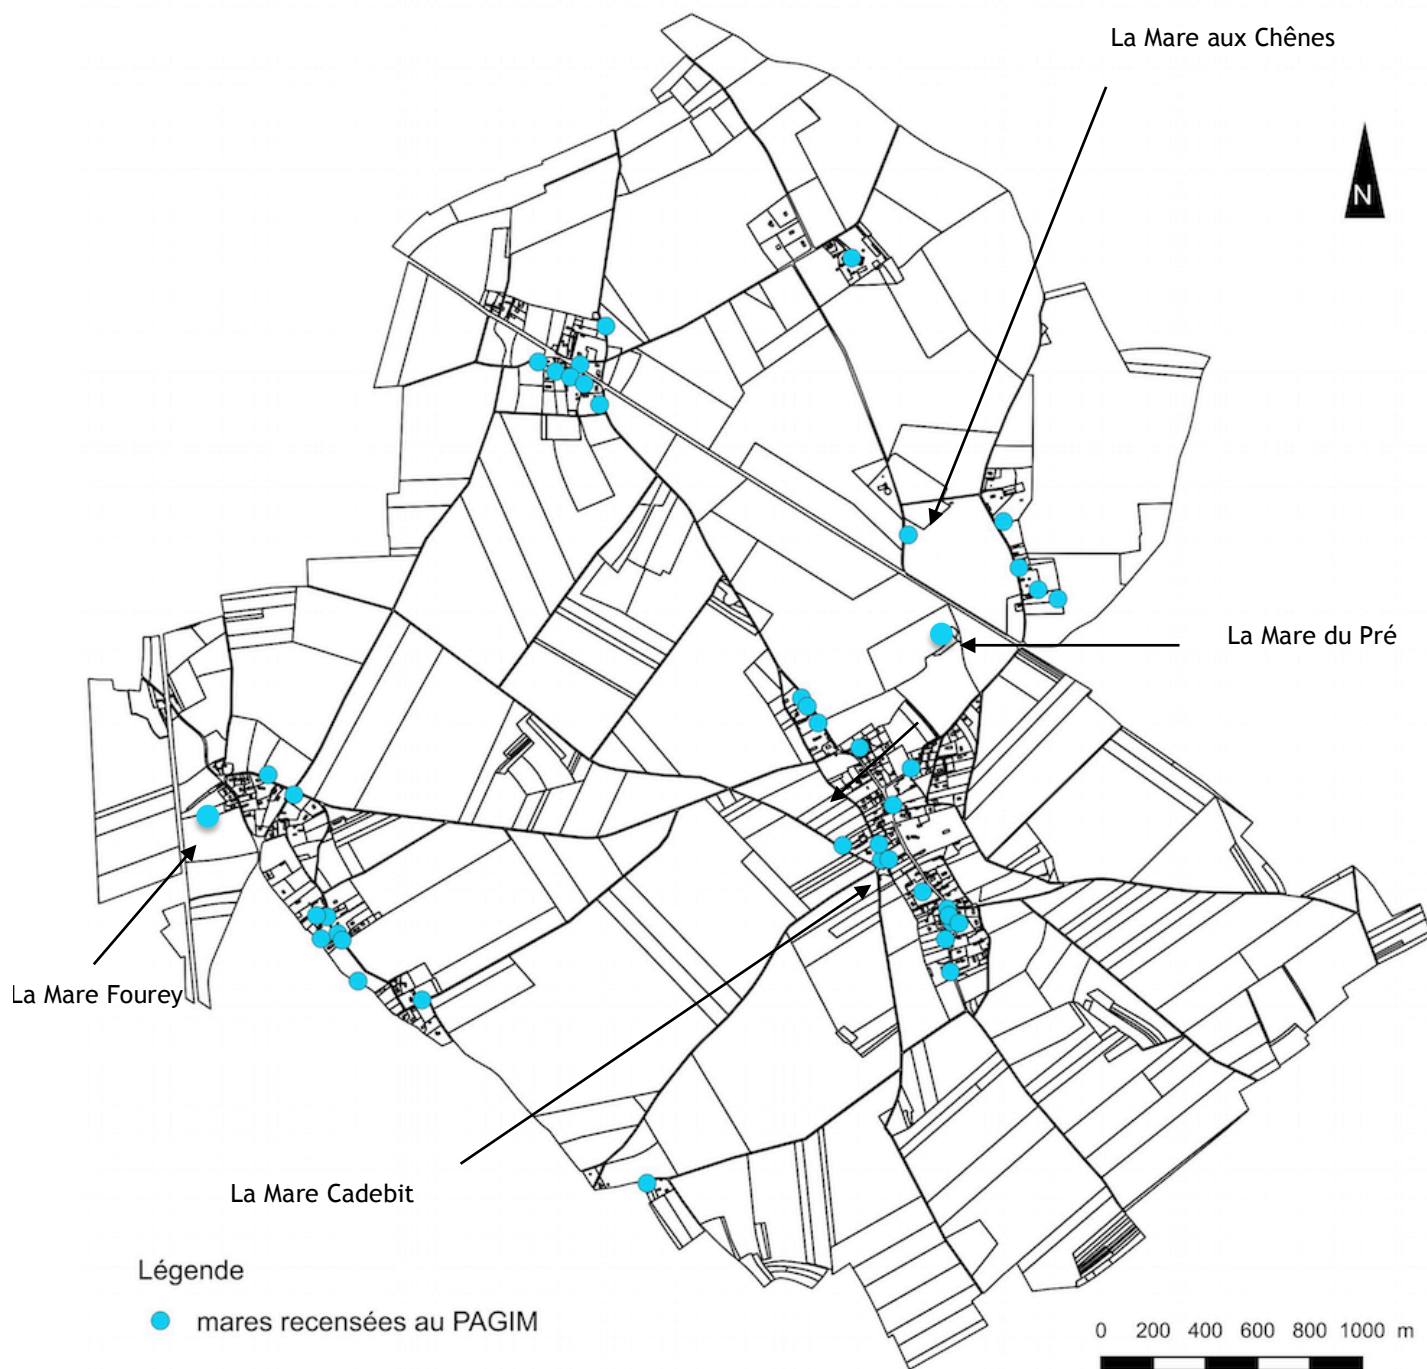 La Mare aux Chênes
N
La Mare du Pré
La Mare Fourey
La Mare Cadebit
Légende
mares recensées au PAGIM
0 200 400 600 800 1000 m